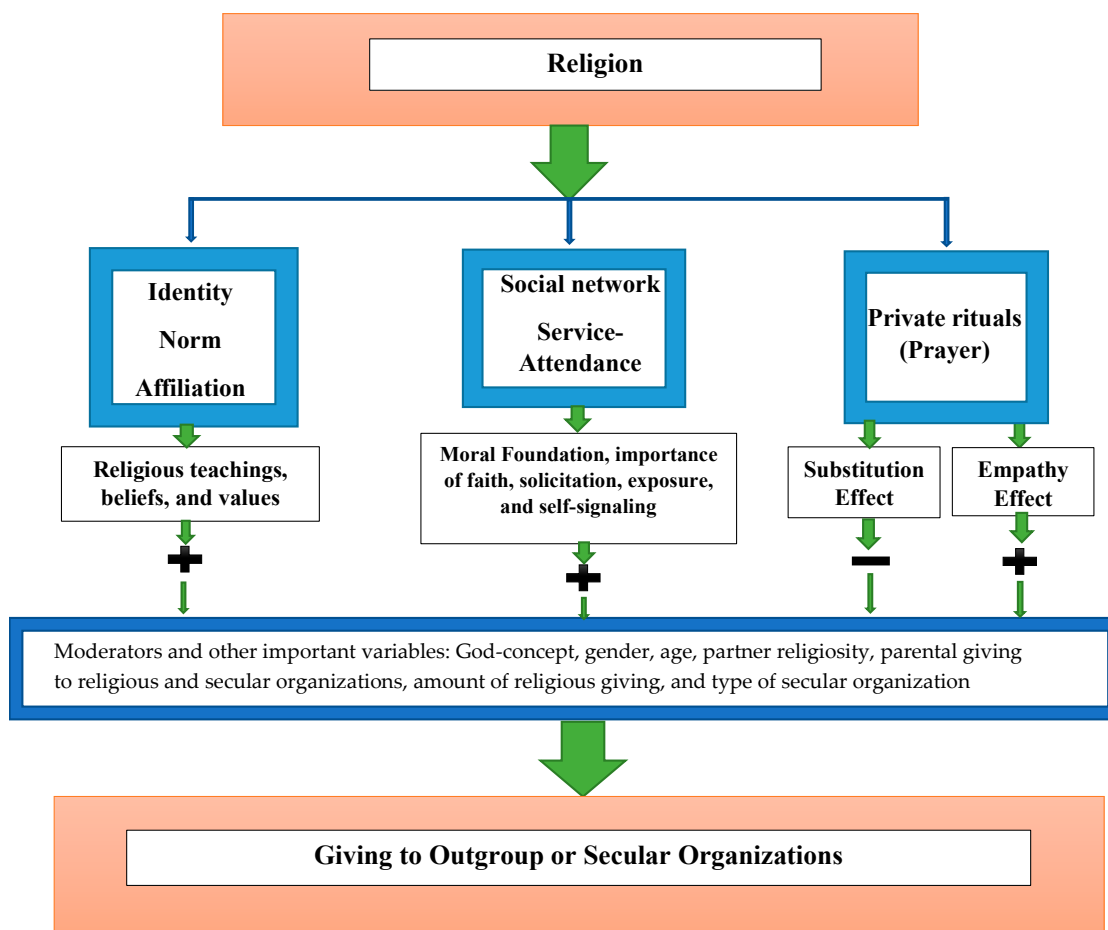 Religion
Identity
Norm
Affiliation
Social network
Service-
Attendance
Private rituals
(Prayer)
Religious teachings,
beliefs, and values
Moral Foundation, importance
of faith, solicitation, exposure,
and self-signaling
Substitution
Effect
Empathy
Effect
+
+
−
+
Moderators and other important variables: God-concept, gender, age, partner religiosity, parental giving
to religious and secular organizations, amount of religious giving, and type of secular organization
Giving to Outgroup or Secular Organizations